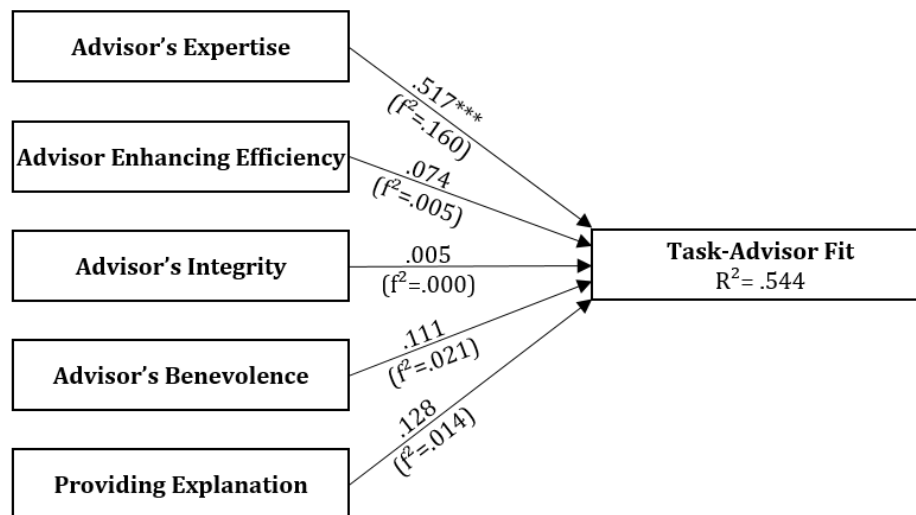 Advisor’s Expertise
.517***
(f²=.160)
Advisor Enhancing Efficiency
.074
(f²=.005)
Advisor’s Integrity
.005
(f²=.000)
Task-Advisor Fit
R²= .544
Advisor’s Benevolence
.111
(f²=.021)
Providing Explanation
.128
(f²=.014)